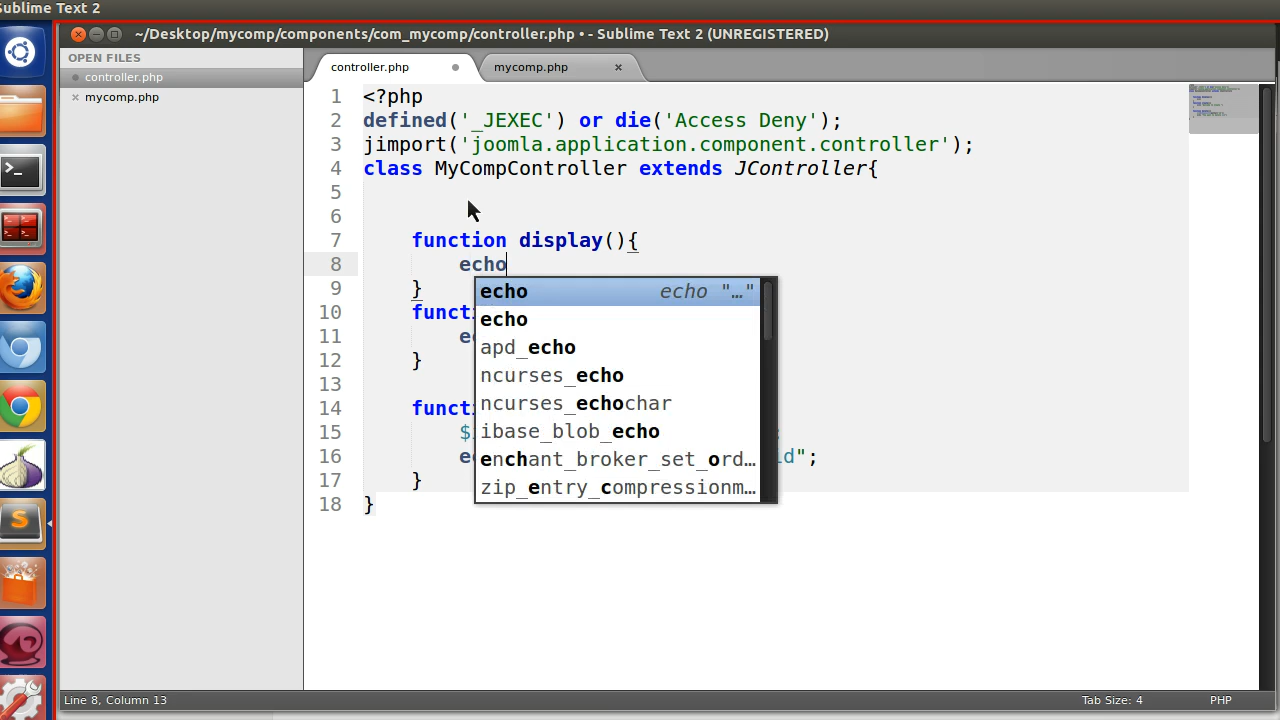 Sublime Text 2
~/Desktop/mycomp/components/com_mycomp/controller.php • - Sublime Text 2 (UNREGISTERED)
OPEN FILES
controller.php
mycomp.php
controller.php
mycomp.php
1 <?php
2 defined('_JEXEC') or die('Access Deny');
3 jimport('joomla.application.component.controller');
4 class MyCompController extends JController{
5
6
7 function display(){
8 echo
9 }
10 functi
11 e
12 }
13
14 functi
15 $
16 e id";
17 }
18 }
echo echo "…"
echo
apd_echo
ncurses_echo
ncurses_echochar
ibase_blob_echo
enchant_broker_set_ord…
zip_entry_compressionm…
Line 8, Column 13
Tab Size: 4
PHP